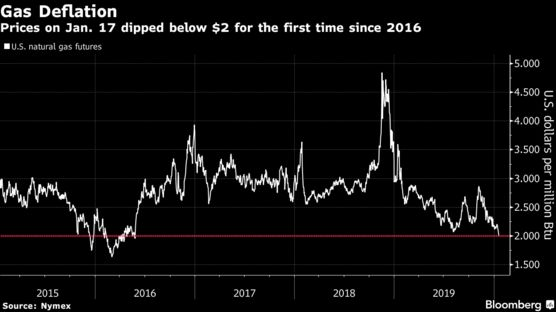 Gas Deflation
Prices on Jan. 17 dipped below $2 for the first time since 2016
U.S. natural gas futures
5.000
4.500
4.000
3.500
3.000
2.500
2.000
1.500
U.S. dollars per million Btu
2015 2016 2017 2018 2019
Source: Nymex
Bloomberg